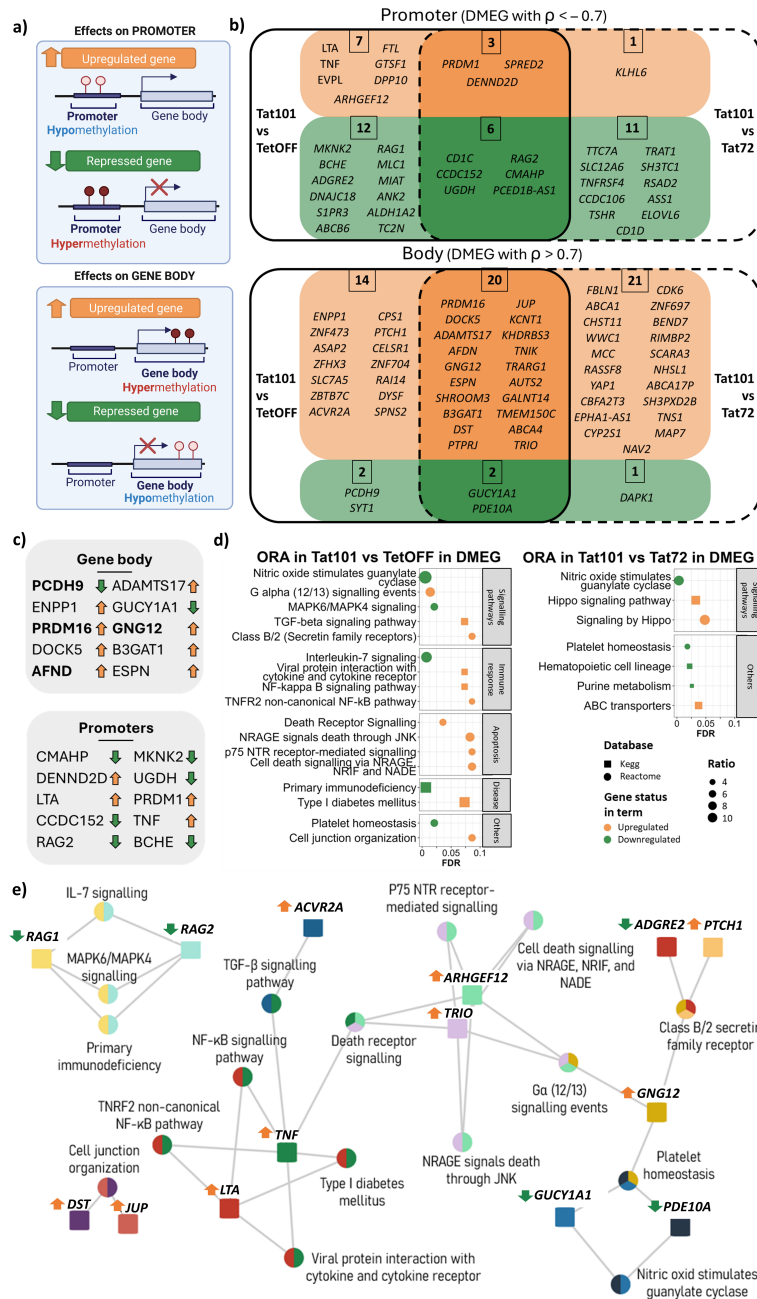 a)
Effects on PROMOTER
Upregulated gene
Promoter
Gene body
Hypomethylation
Repressed gene
Promoter
Gene body
Hypermethylation
Effects on GENE BODY
Upregulated gene
Promoter
Gene body
Hypermethylation
Repressed gene
Promoter
Gene body
Hypomethylation
b)
Promoter (DMEG with ρ < − 0.7)
Tat101 vs TetOFF
Tat101 vs Tat72
7
LTA FTL
TNF GTSF1
EVPL DPP10
ARHGEF12
3
PRDM1 SPRED2
DENND2D
1
KLHL6
12
MKNK2 RAG1
BCHE MLC1
ADGRE2 MIAT
DNAJC18 ANK2
S1PR3 ALDH1A2
ABCB6 TC2N
6
CD1C RAG2
CCDC152 CMAHP
UGDH PCED1B-AS1
11
TTC7A TRAT1
SLC12A6 SH3TC1
TNFRSF4 RSAD2
CCDC106 ASS1
TSHR ELOVL6
CD1D
Body (DMEG with ρ > 0.7)
Tat101 vs TetOFF
Tat101 vs Tat72
14
ENPP1 CPS1
ZNF473 PTCH1
ASAP2 CELSR1
ZFHX3 ZNF704
SLC7A5 RAI14
ZBTB7C DYSF
ACVR2A SPNS2
20
PRDM16 JUP
DOCK5 KCNT1
ADAMTS17 KHDRBS3
AFDN TNIK
GNG12 TRARG1
ESPN AUTS2
SHROOM3 GALNT14
B3GAT1 TMEM150C
DST ABCA4
PTPRJ TRIO
21
FBLN1 CDK6
ABCA1 ZNF697
CHST11 BEND7
WWC1 RIMBP2
MCC SCARA3
RASSF8 NHSL1
YAP1 ABCA17P
CBFA2T3 SH3PXD2B
EPHA1-AS1 TNS1
CYP2S1 MAP7
NAV2
2
PCDH9
SYT1
2
GUCY1A1
PDE10A
1
DAPK1
c)
Gene body
PCDH9 ADAMTS17
ENPP1 GUCY1A1
PRDM16 GNG12
DOCK5 B3GAT1
AFND ESPN
Promoters
CMAHP MKNK2
DENND2D UGDH
LTA PRDM1
CCDC152 TNF
RAG2 BCHE
d)
ORA in Tat101 vs TetOFF in DMEG
Nitric oxide stimulates guanylate cyclase
G alpha (12/13) signalling events
MAPK6/MAPK4 signaling
TGF-beta signaling pathway
Class B/2 (Secretin family receptors)
Signalling pathways
Interleukin-7 signaling
Viral protein interaction with cytokine and cytokine receptor
NF-kappa B signaling pathway
TNFR2 non-canonical NF-kB pathway
Immune response
Death Receptor Signalling
NRAGE signals death through JNK
p75 NTR receptor-mediated signalling
Cell death signalling via NRAGE, NRIF and NADE
Apoptosis
Primary immunodeficiency
Type I diabetes mellitus
Disease
Platelet homeostasis
Cell junction organization
Others
0 0.05 0.1
FDR
ORA in Tat101 vs Tat72 in DMEG
Nitric oxide stimulates guanylate cyclase
Hippo signaling pathway
Signaling by Hippo
Signalling pathways
Platelet homeostasis
Hematopoietic cell lineage
Purine metabolism
ABC transporters
Others
0 0.05 0.1
FDR
Database
Kegg
Reactome
Gene status in term
Upregulated
Downregulated
Ratio
4
6
8
10
e)
IL-7 signalling
RAG1
RAG2
MAPK6/MAPK4 signalling
Primary immunodeficiency
ACVR2A
TGF-β signalling pathway
NF-κB signalling pathway
TNRF2 non-canonical NF-κB pathway
Cell junction organization
DST
JUP
TNF
LTA
Type I diabetes mellitus
Viral protein interaction with cytokine and cytokine receptor
P75 NTR receptor-mediated signalling
ARHGEF12
TRIO
Death receptor signalling
Cell death signalling via NRAGE, NRIF, and NADE
Gα (12/13) signalling events
NRAGE signals death through JNK
ADGRE2
PTCH1
Class B/2 secretin family receptor
GNG12
Platelet homeostasis
GUCY1A1
PDE10A
Nitric oxid stimulates guanylate cyclase